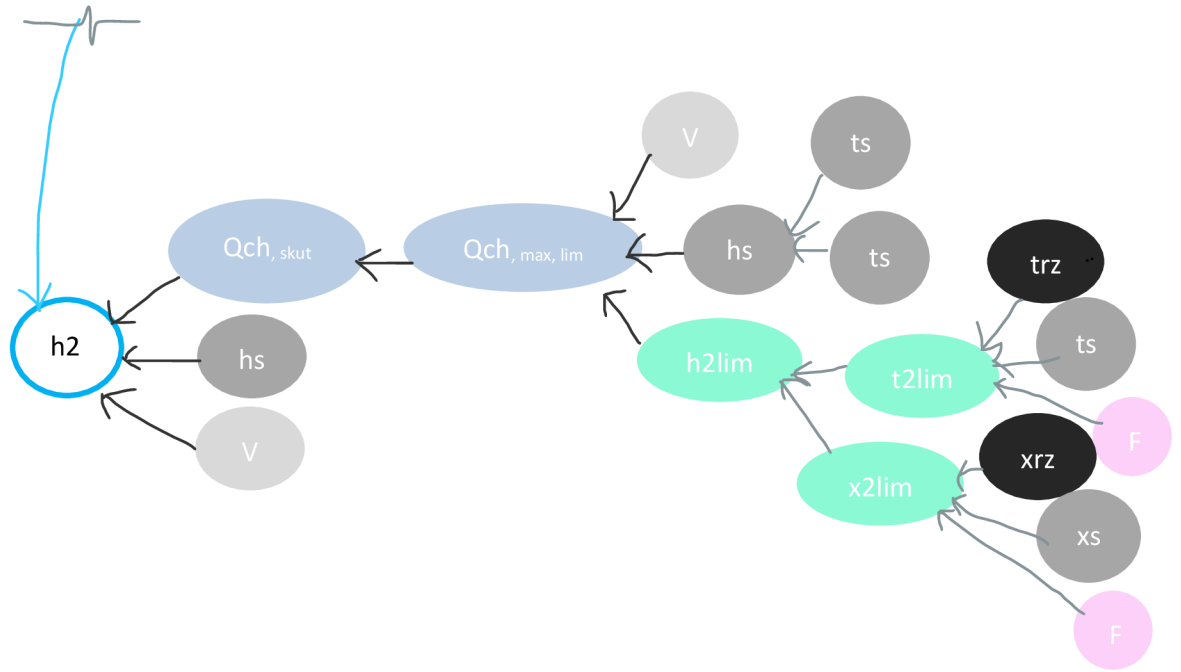 V
ts
Qch, skut
Qch, max, lim
hs
ts
trz
h2
hs
h2lim
t2lim
ts
V
x2lim
xrz
F
xs
F